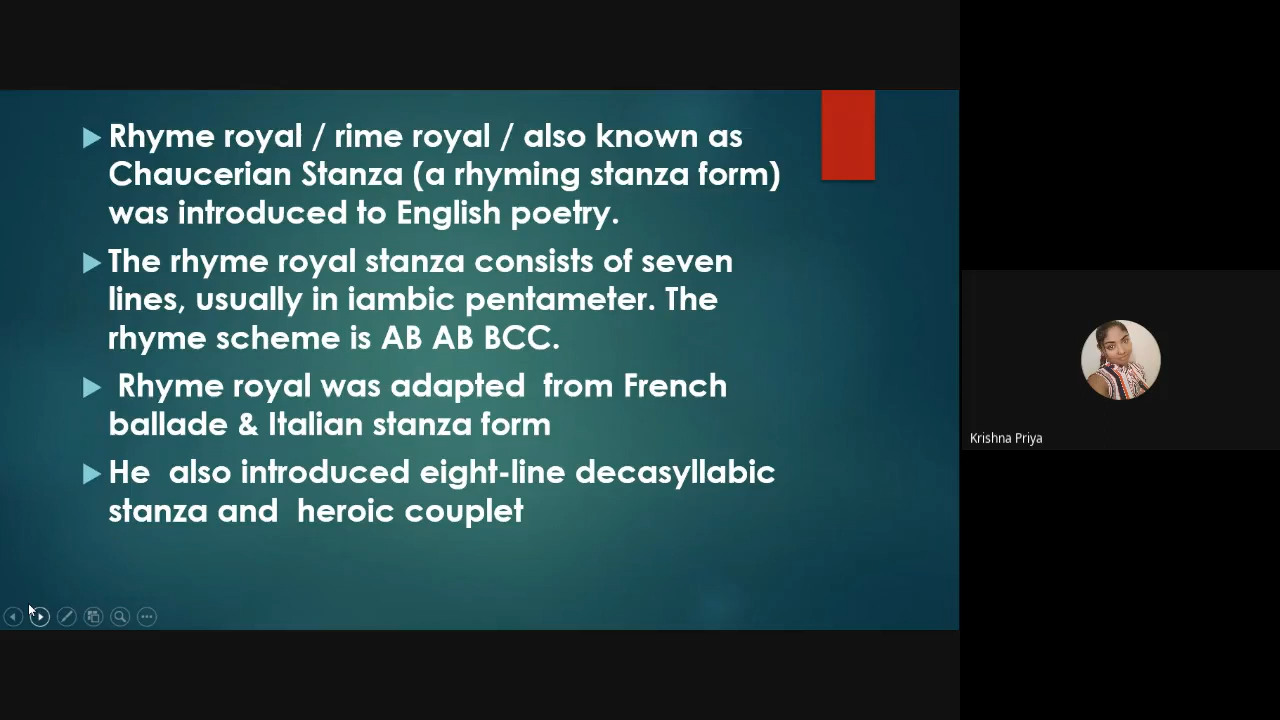 Rhyme royal / rime royal / also known as
Chaucerian Stanza (a rhyming stanza form)
was introduced to English poetry.
The rhyme royal stanza consists of seven
lines, usually in iambic pentameter. The
rhyme scheme is AB AB BCC.
Rhyme royal was adapted from French
ballade & Italian stanza form
He also introduced eight-line decasyllabic
stanza and heroic couplet
Krishna Priya